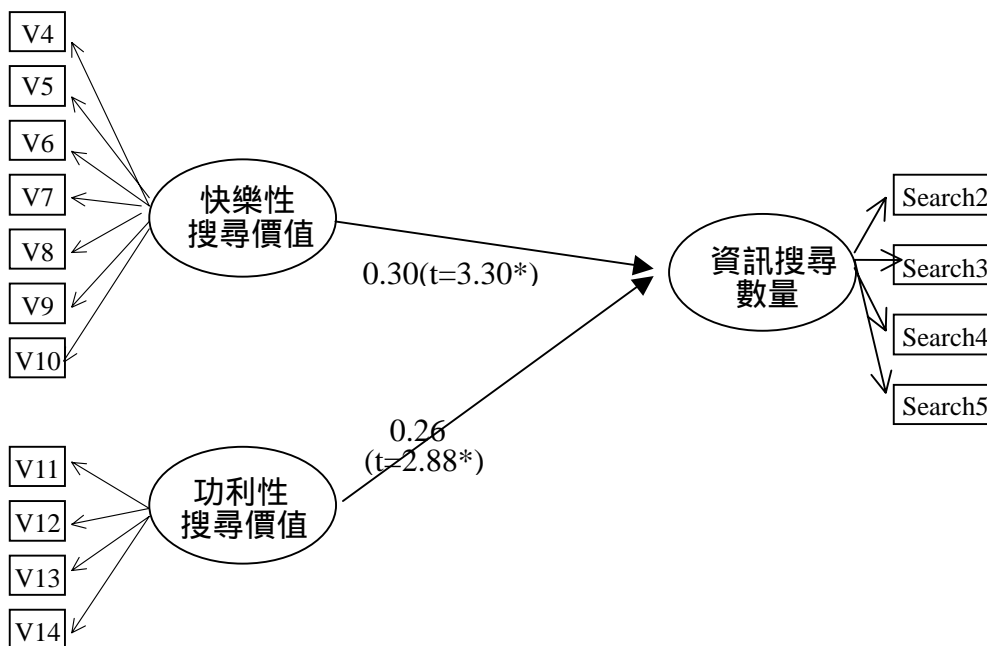 V4
V5
V6
V7
V8
V9
V10
快樂性
搜尋價值
0.30(t=3.30*)
資訊搜尋
數量
Search2
Search3
Search4
Search5
0.26
(t=2.88*)
V11
V12
V13
V14
功利性
搜尋價值